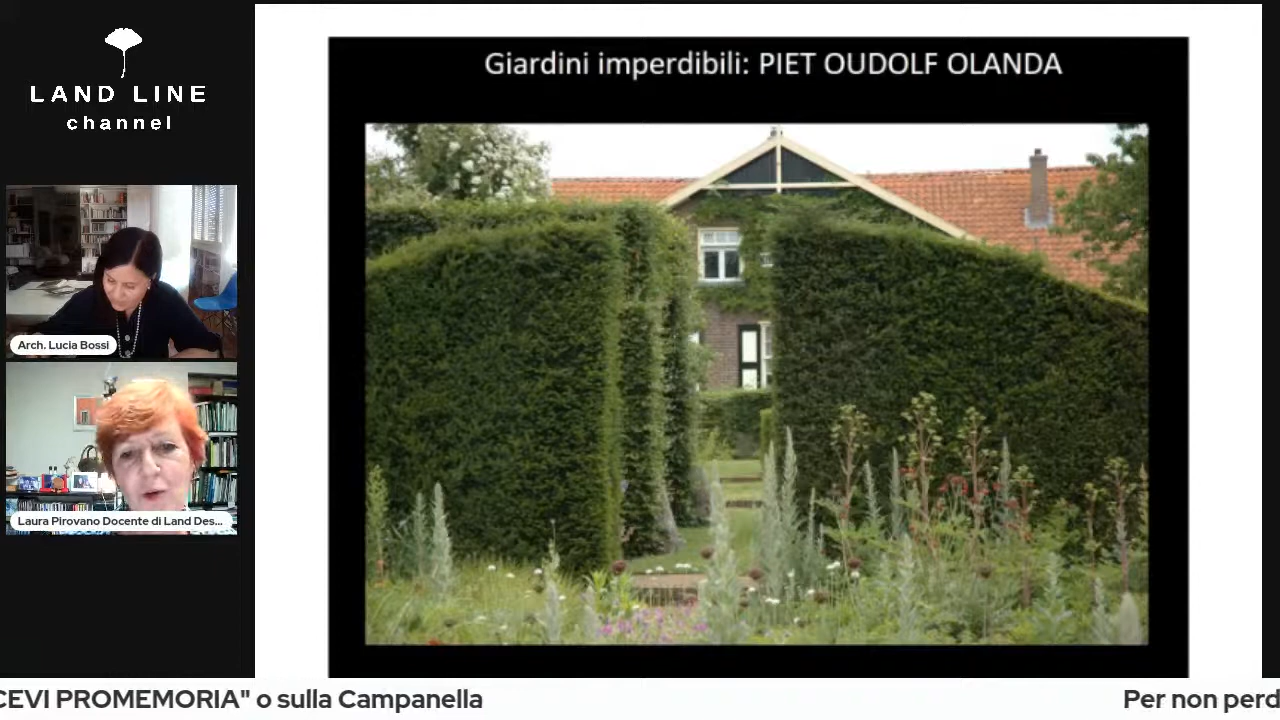 LAND LINE
channel
Giardini imperdibili: PIET OUDOLF OLANDA
Arch. Lucia Bossi
Laura Pirovano Docente di Land Des...
CEVI PROMEMORIA" o sulla Campanella
Per non perd